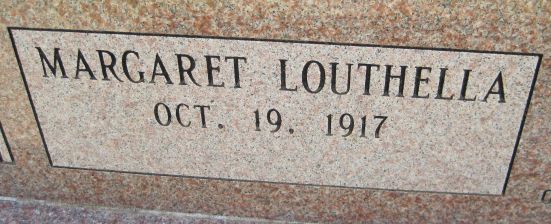 MARGARET LOUTHELLA
OCT. 19. 1917